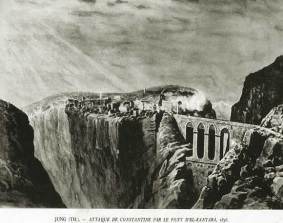 JUNG (TH.). — ATTAQUE DE CONSTANTINE PAR LE PONT D'EL-KANTARA,